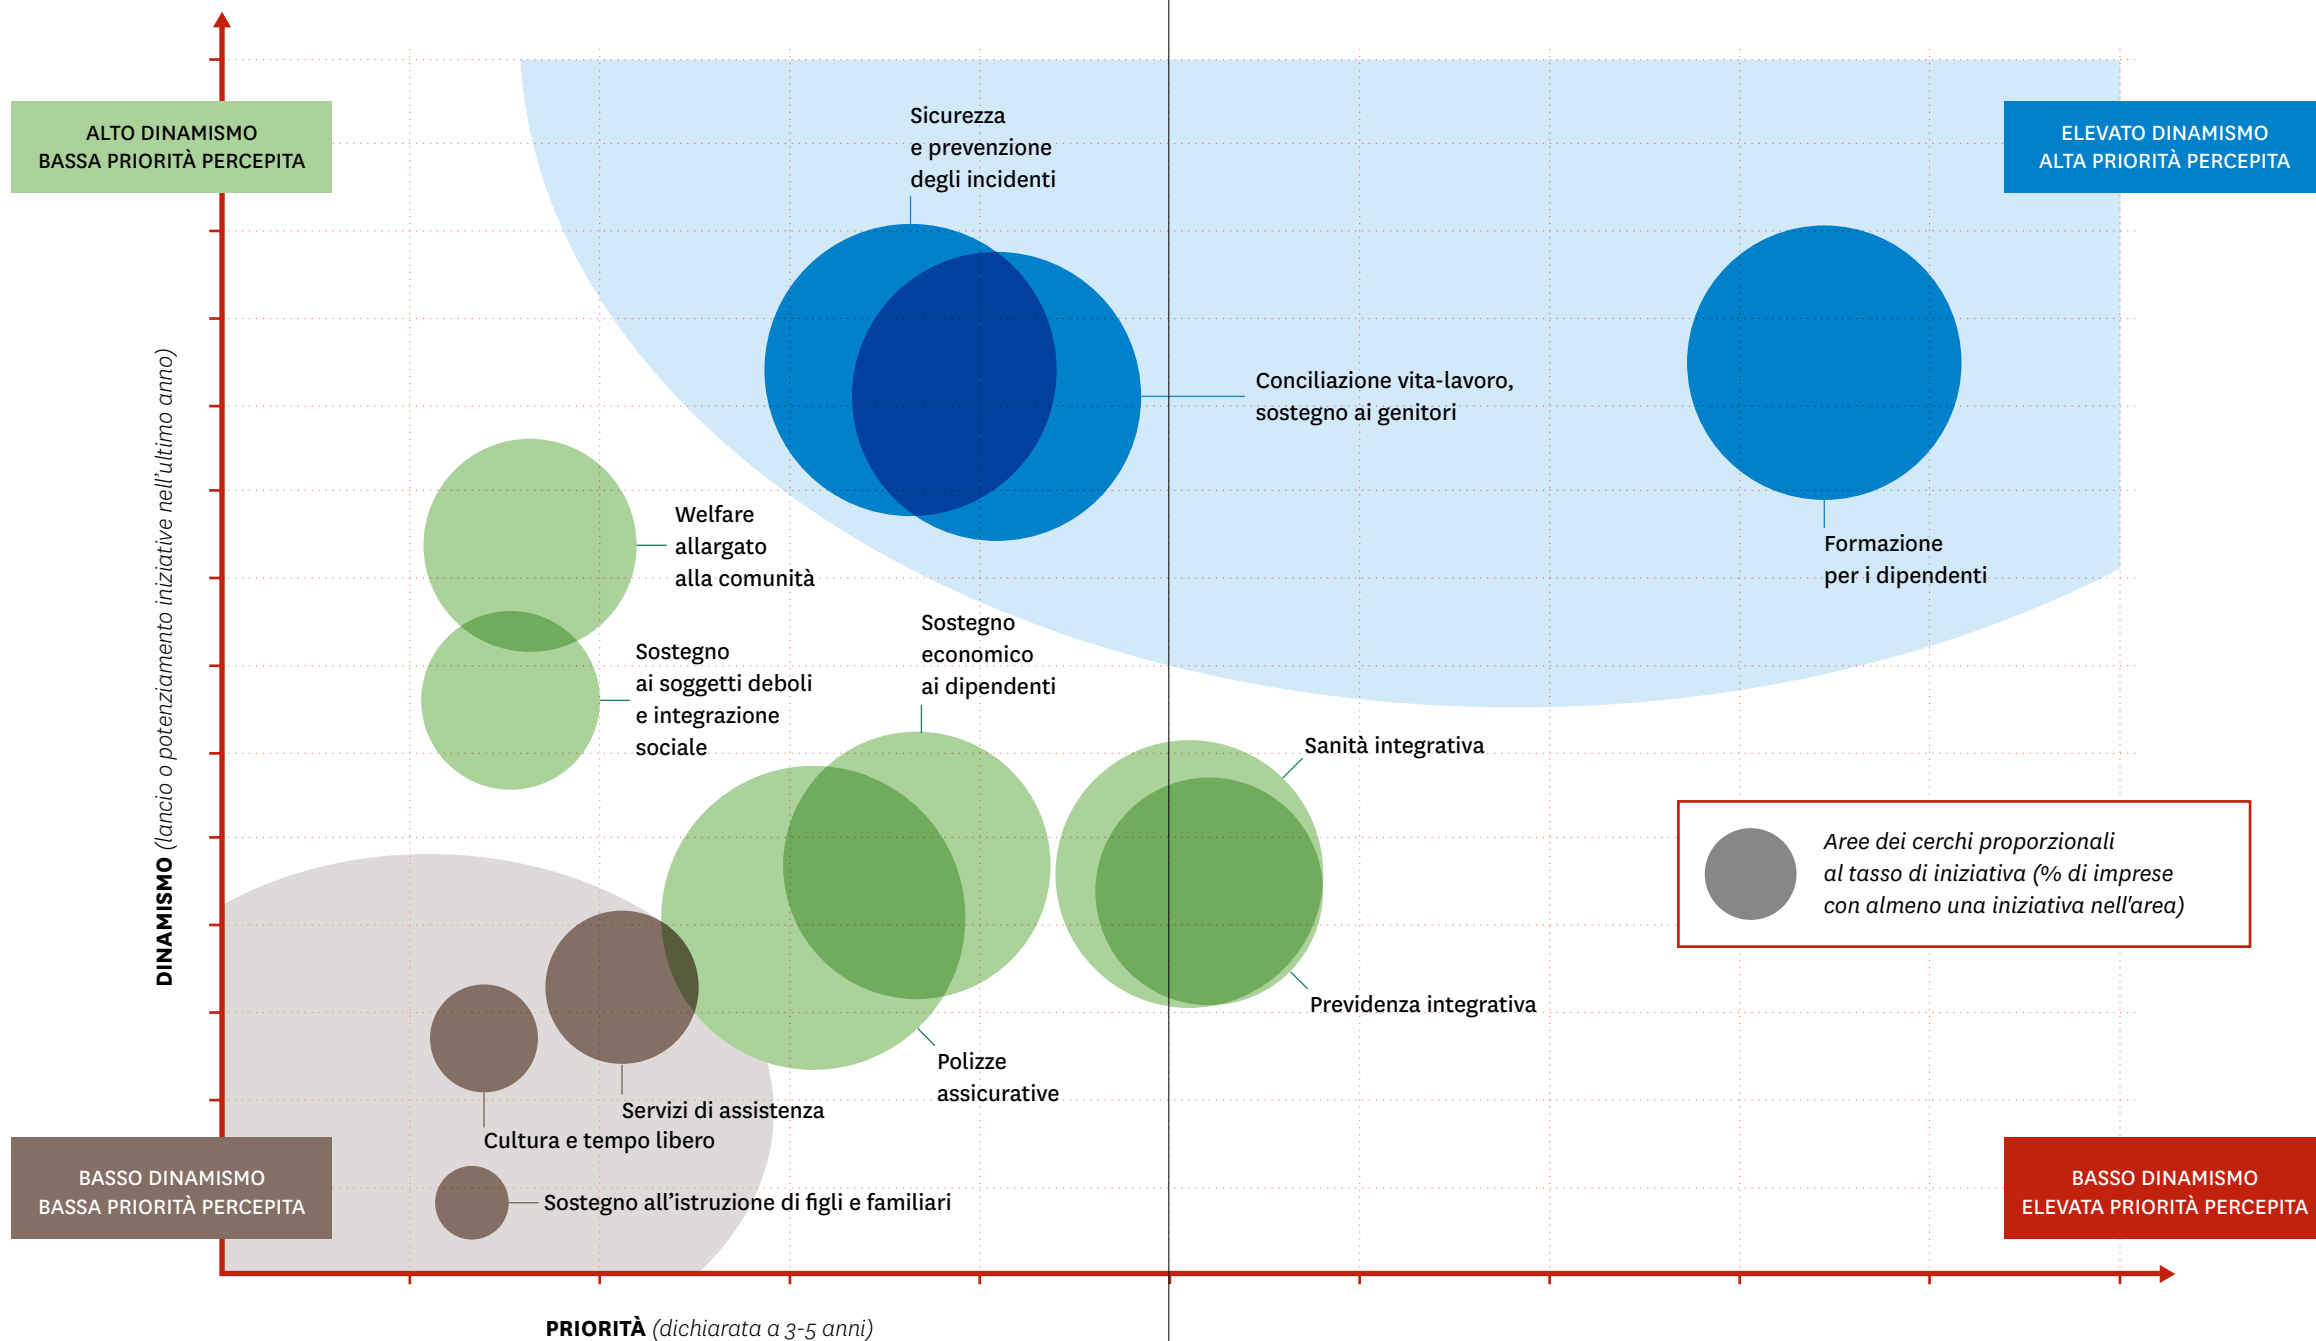 ALTO DINAMISMO
BASSA PRIORITÀ PERCEPITA
ELEVATO DINAMISMO
ALTA PRIORITÀ PERCEPITA
Sicurezza
e prevenzione
degli incidenti
Conciliazione vita-lavoro,
sostegno ai genitori
Formazione
per i dipendenti
Welfare
allargato
alla comunità
Sostegno
ai soggetti deboli
e integrazione
sociale
Sostegno
economico
ai dipendenti
Sanità integrativa
Previdenza integrativa
Polizze
assicurative
Servizi di assistenza
Cultura e tempo libero
Sostegno all'istruzione di figli e familiari
Aree dei cerchi proporzionali
al tasso di iniziativa (% di imprese
con almeno una iniziativa nell'area)
DINAMISMO (lancio o potenziamento iniziative nell'ultimo anno)
BASSO DINAMISMO
BASSA PRIORITÀ PERCEPITA
BASSO DINAMISMO
ELEVATA PRIORITÀ PERCEPITA
PRIORITÀ (dichiarata a 3-5 anni)